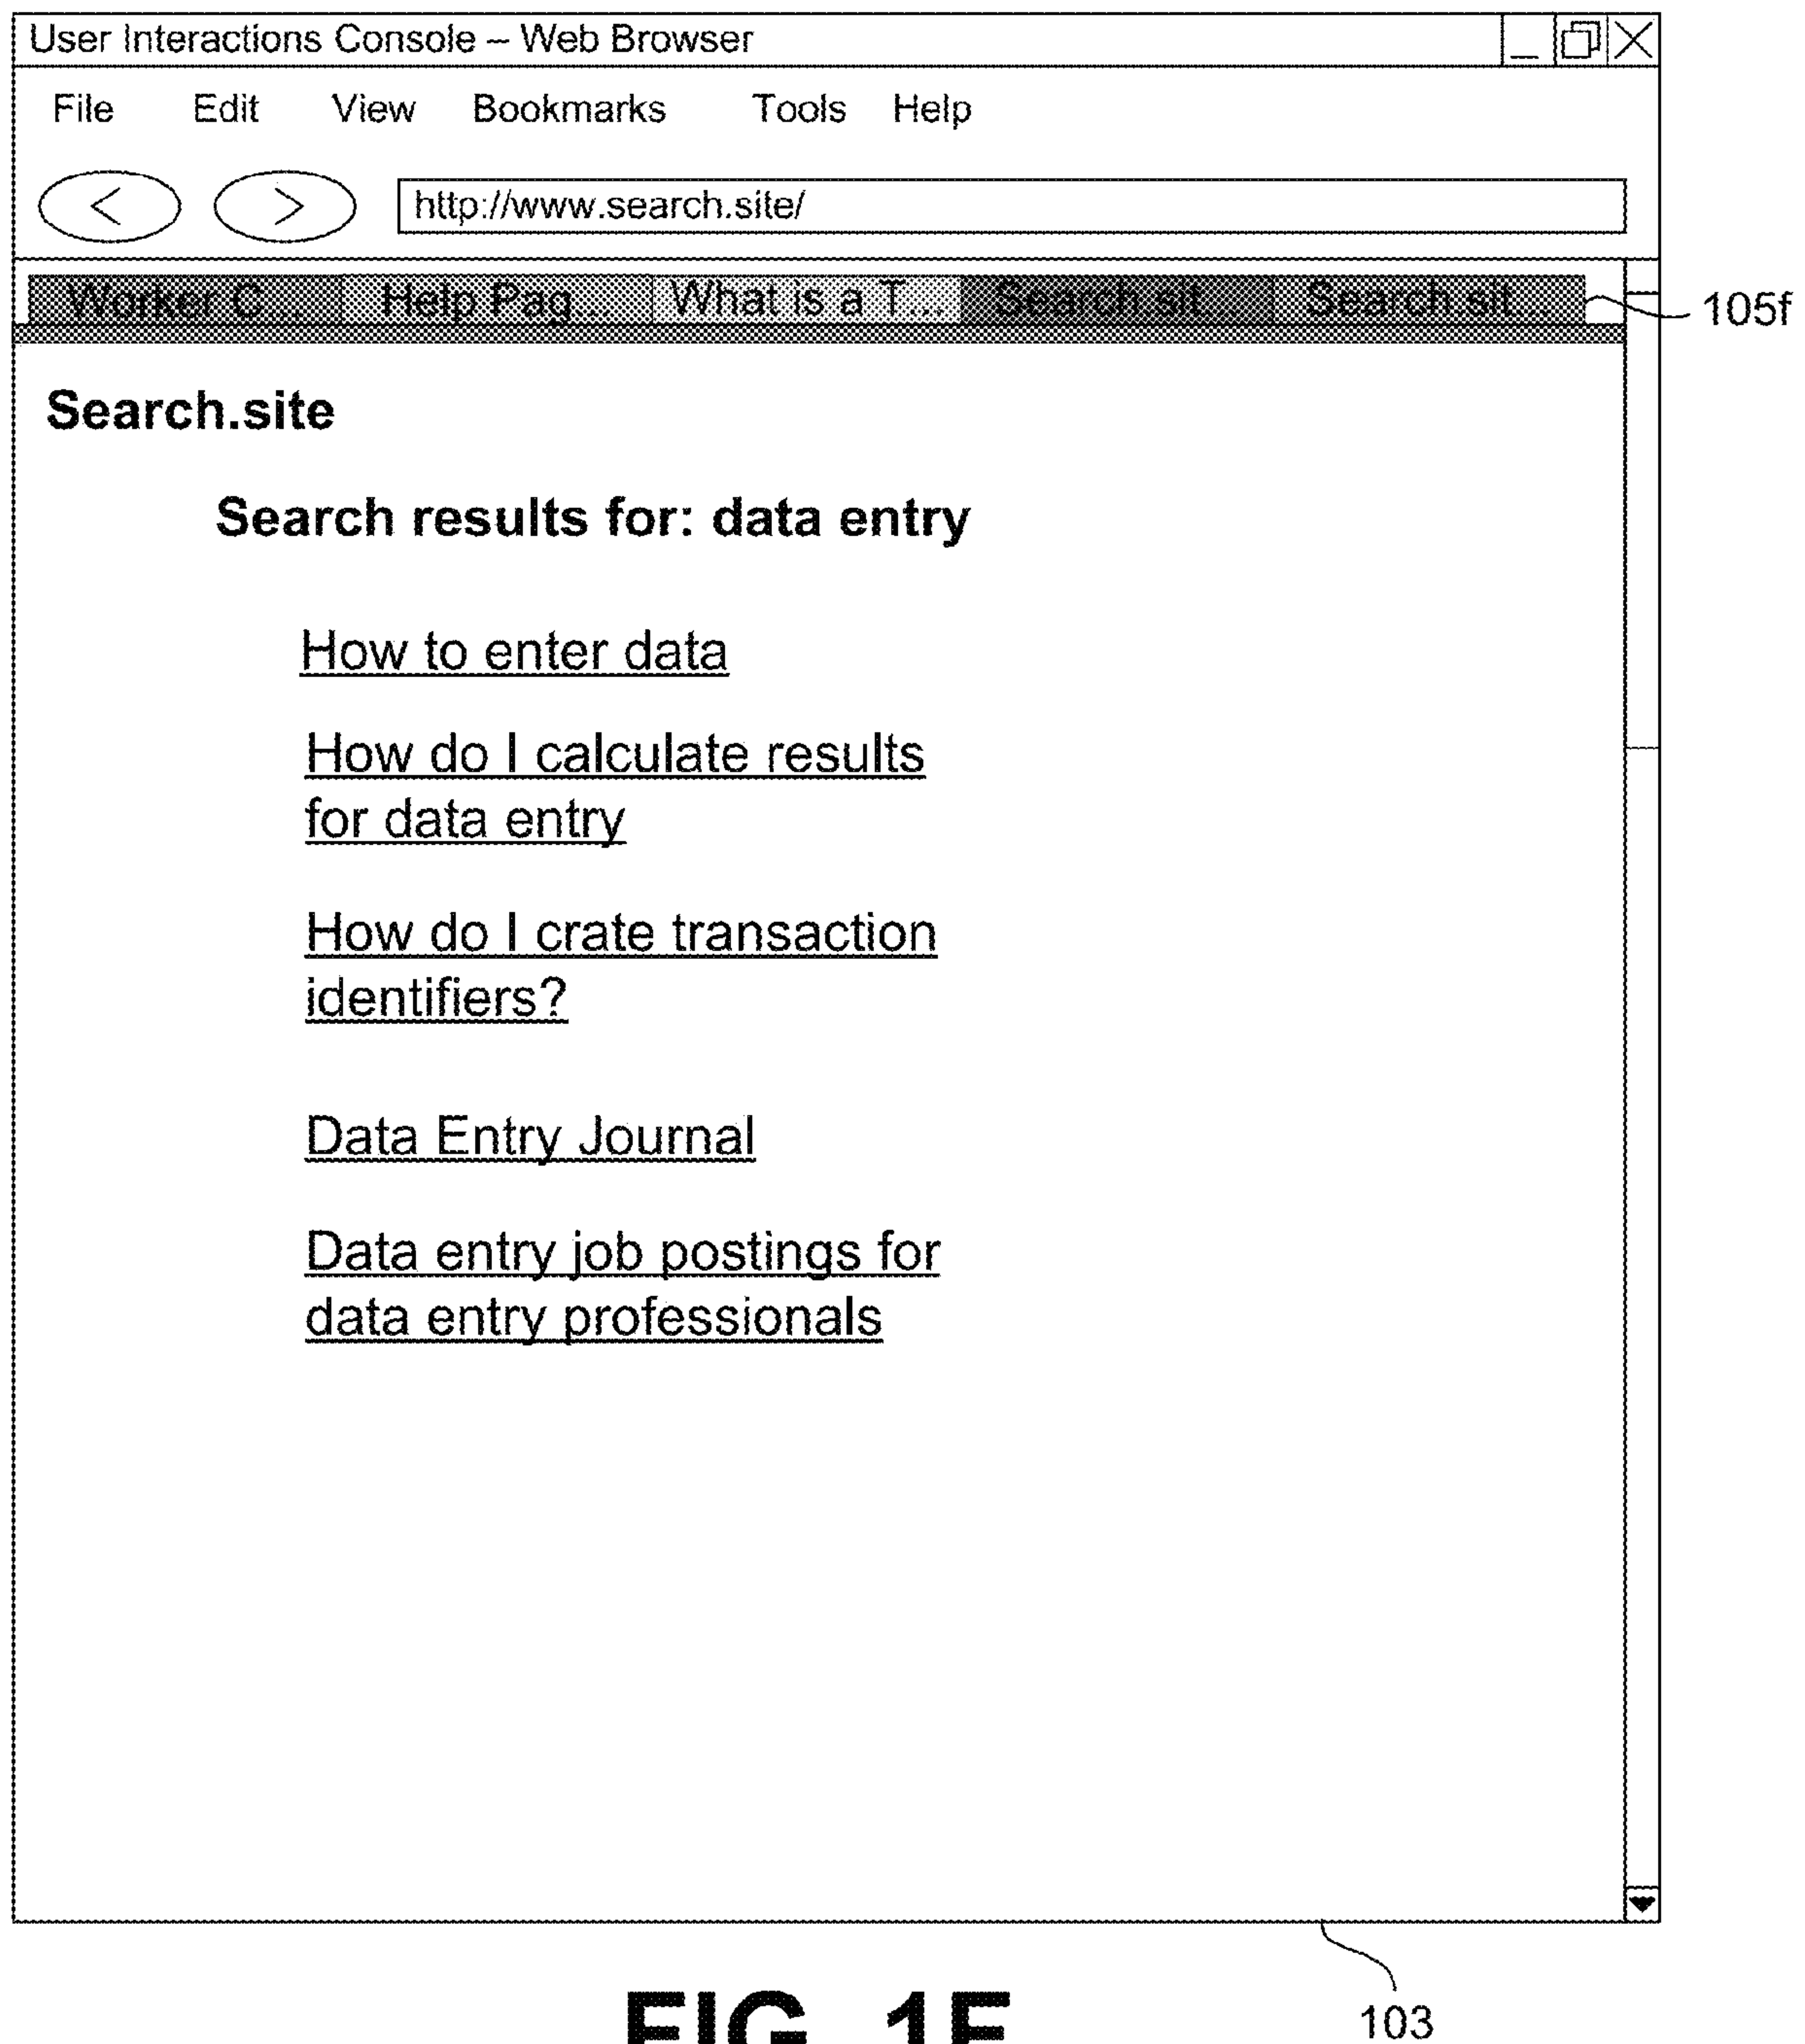 User Interactions Console – Web Browser
File Edit View Bookmarks Tools Help
< > http://www.search.site/
Worker C... Help Pag... What is a T... Search.sit... Search.sit...
105f
Search.site
Search results for: data entry
How to enter data
How do I calculate results
for data entry
How do I crate transaction
identifiers?
Data Entry Journal
Data entry job postings for
data entry professionals
103
FIG.